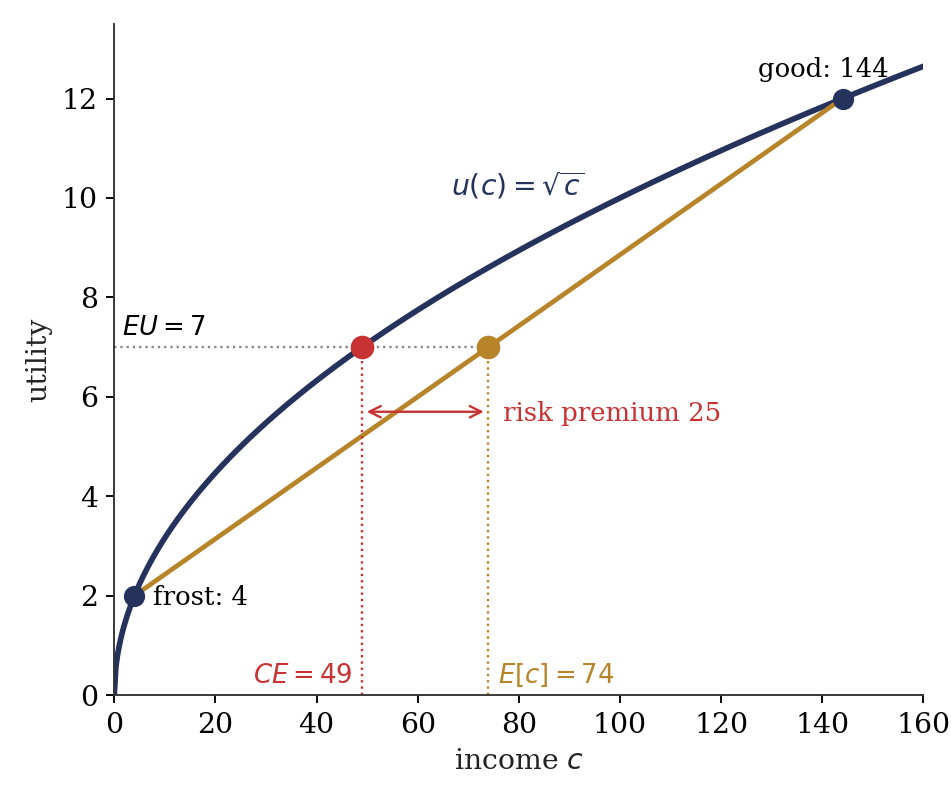 good: 144
12
u(c) = √c
10
8
EU = 7
utility
6
risk premium 25
4
2
frost: 4
CE = 49
E[c] = 74
0
0 20 40 60 80 100 120 140 160
income c